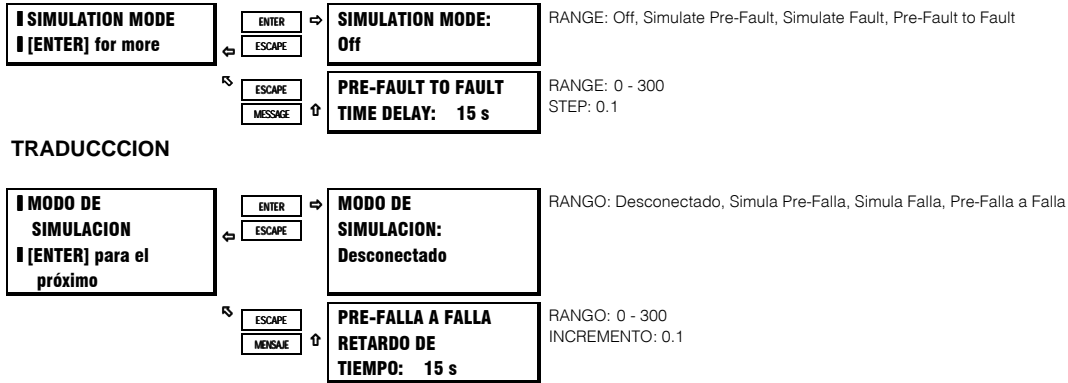 SIMULATION MODE
[ENTER] for more
ENTER
ESCAPE
SIMULATION MODE:
Off
RANGE: Off, Simulate Pre-Fault, Simulate Fault, Pre-Fault to Fault
ESCAPE
MESSAGE
PRE-FAULT TO FAULT
TIME DELAY: 15 s
RANGE: 0 - 300
STEP: 0.1
TRADUCCCION
MODO DE
SIMULACION
[ENTER] para el
próximo
ENTER
ESCAPE
MODO DE
SIMULACION:
Desconectado
RANGO: Desconectado, Simula Pre-Falla, Simula Falla, Pre-Falla a Falla
ESCAPE
MENSAJE
PRE-FALLA A FALLA
RETARDO DE
TIEMPO: 15 s
RANGO: 0 - 300
INCREMENTO: 0.1